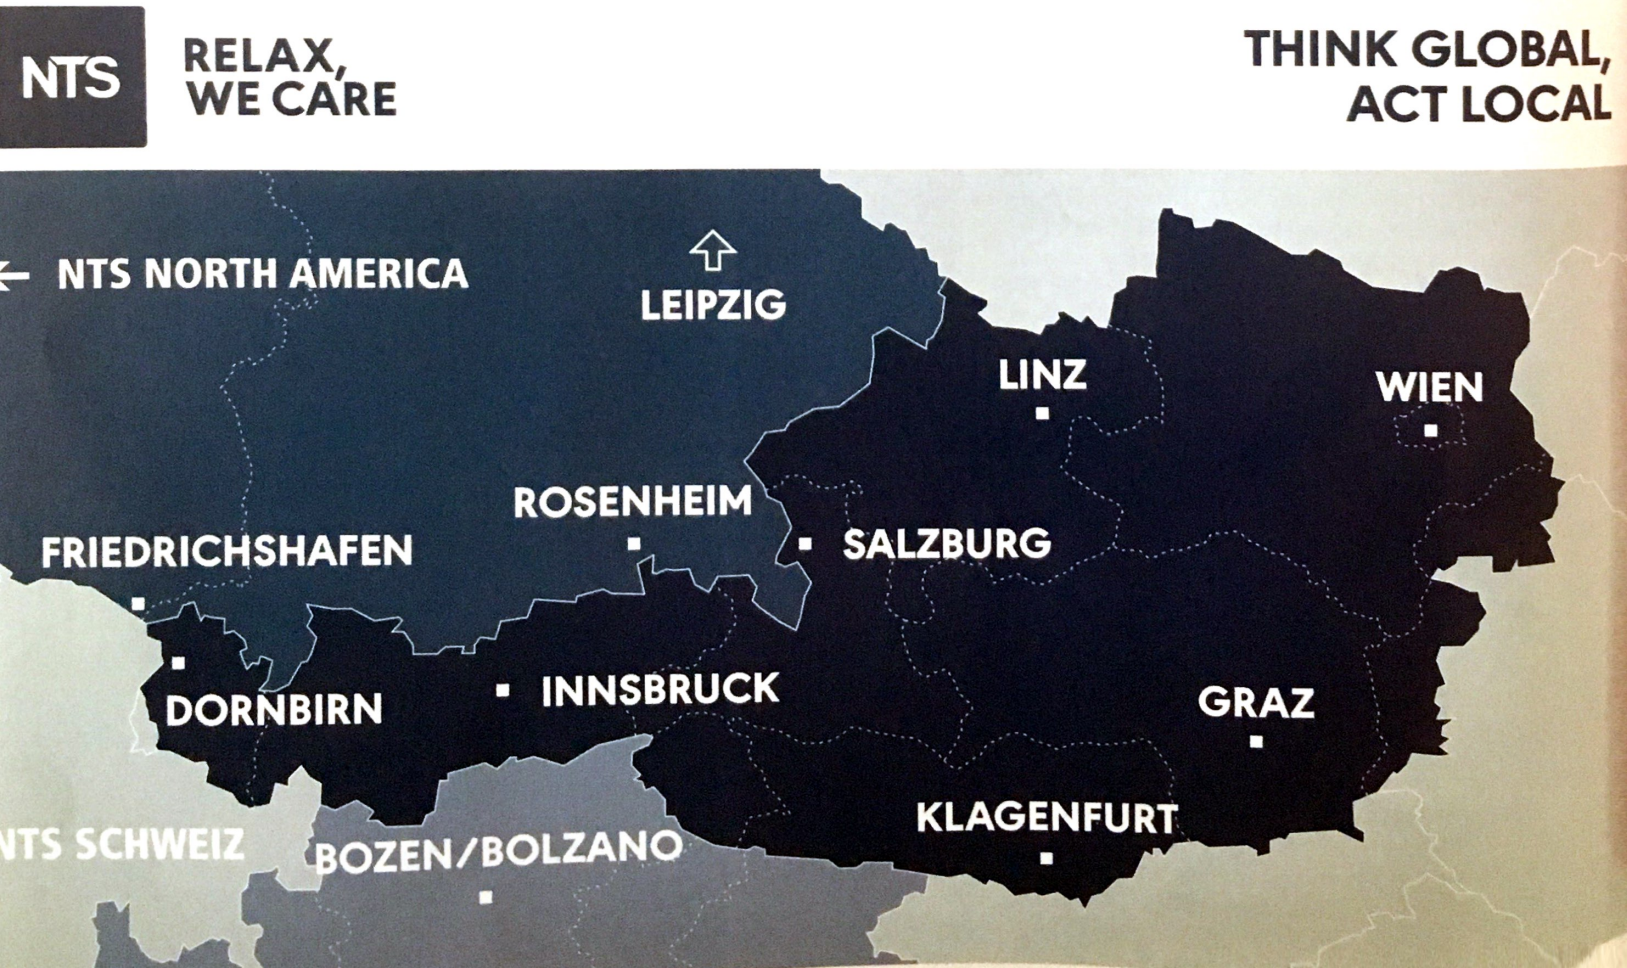 NTS
RELAX,
WE CARE
THINK GLOBAL,
ACT LOCAL
NTS NORTH AMERICA
LEIPZIG
LINZ
WIEN
ROSENHEIM
FRIEDRICHSHAFEN
SALZBURG
DORNBIRN
INNSBRUCK
GRAZ
KLAGENFURT
NTS SCHWEIZ
BOZEN/BOLZANO